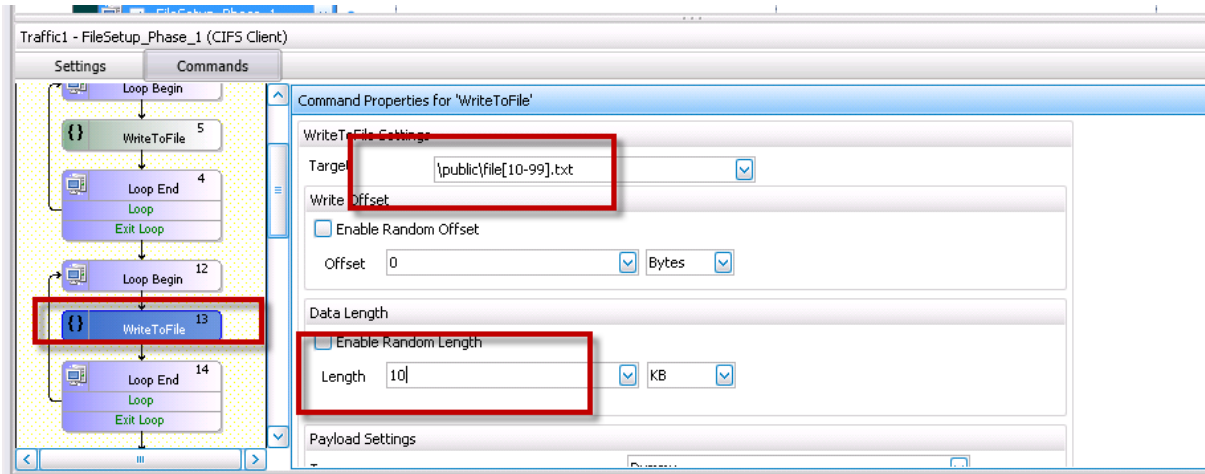 FileSetup_Phase_1
Traffic1 - FileSetup_Phase_1 (CIFS Client)
Settings Commands
Loop Begin
{} WriteToFile 5
Loop End 4
Loop
Exit Loop
Loop Begin 12
{} WriteToFile 13
Loop End 14
Loop
Exit Loop
Command Properties for 'WriteToFile'
WriteToFile Settings
Target \public\file[10-99].txt
Write Offset
Enable Random Offset
Offset 0 Bytes
Data Length
Enable Random Length
Length 10 KB
Payload Settings
Dummy